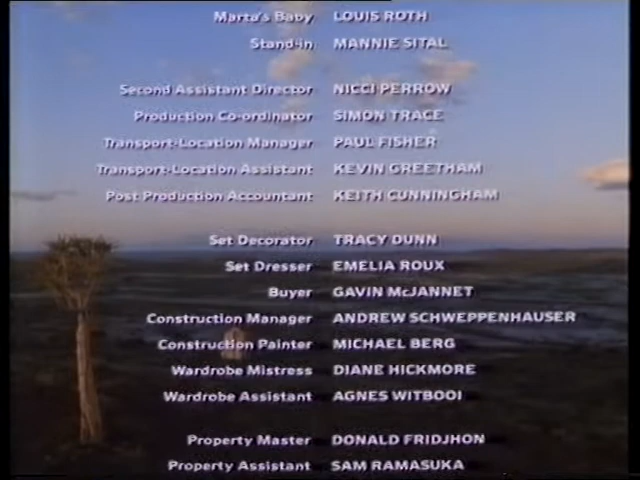 Marta's Baby LOUIS ROTH
Stand-in MANNIE SITAL
Second Assistant Director NICCI PERROW
Production Co-ordinator SIMON TRACE
Transport-Location Manager PAUL FISHER
Transport-Location Assistant KEVIN GREETHAM
Post Production Accountant KEITH CUNNINGHAM
Set Decorator TRACY DUNN
Set Dresser EMELIA ROUX
Buyer GAVIN McJANNET
Construction Manager ANDREW SCHWEPPENHAUSER
Construction Painter MICHAEL BERG
Wardrobe Mistress DIANE HICKMORE
Wardrobe Assistant AGNES WITBOOI
Property Master DONALD FRIDJHON
Property Assistant SAM RAMASUKA